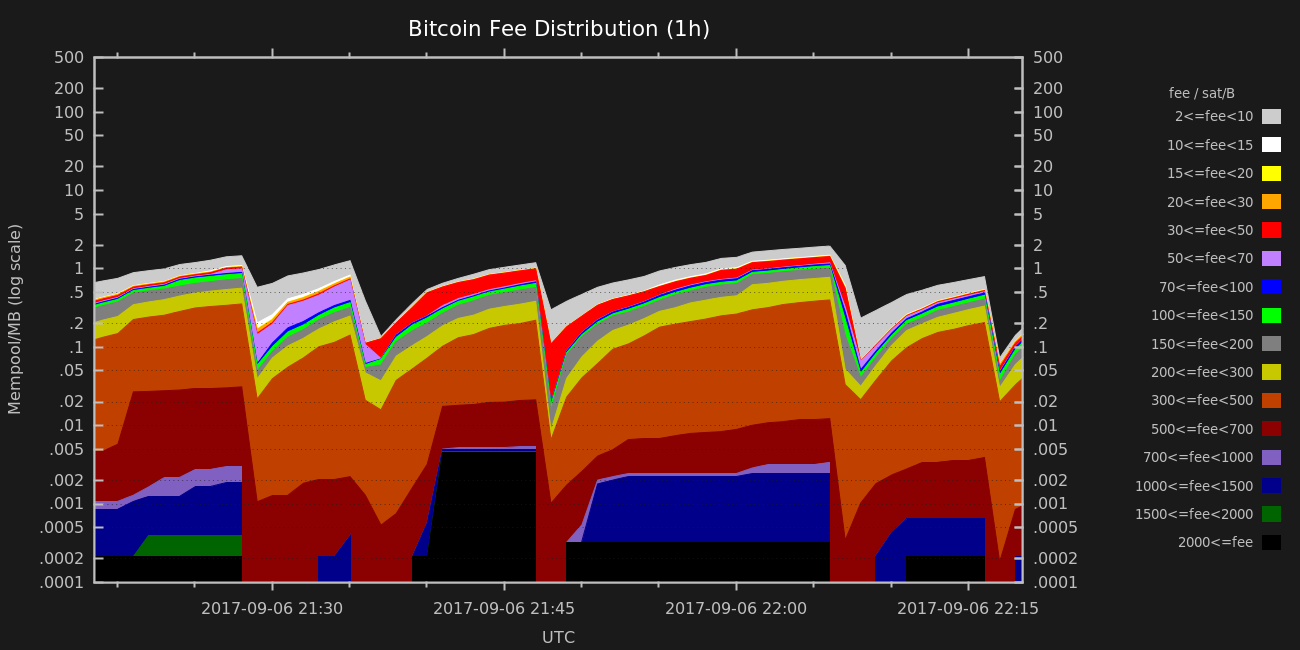 Bitcoin Fee Distribution (1h)
Mempool/MB (log scale)
500
200
100
50
20
10
5
2
1
.5
.2
.1
.05
.02
.01
.005
.002
.001
.0005
.0002
.0001
500
200
100
50
20
10
5
2
1
.5
.2
.1
.05
.02
.01
.005
.002
.001
.0005
.0002
.0001
fee / sat/B
2<=fee<10
10<=fee<15
15<=fee<20
20<=fee<30
30<=fee<50
50<=fee<70
70<=fee<100
100<=fee<150
150<=fee<200
200<=fee<300
300<=fee<500
500<=fee<700
700<=fee<1000
1000<=fee<1500
1500<=fee<2000
2000<=fee
2017-09-06 21:30 2017-09-06 21:45 2017-09-06 22:00 2017-09-06 22:15
UTC